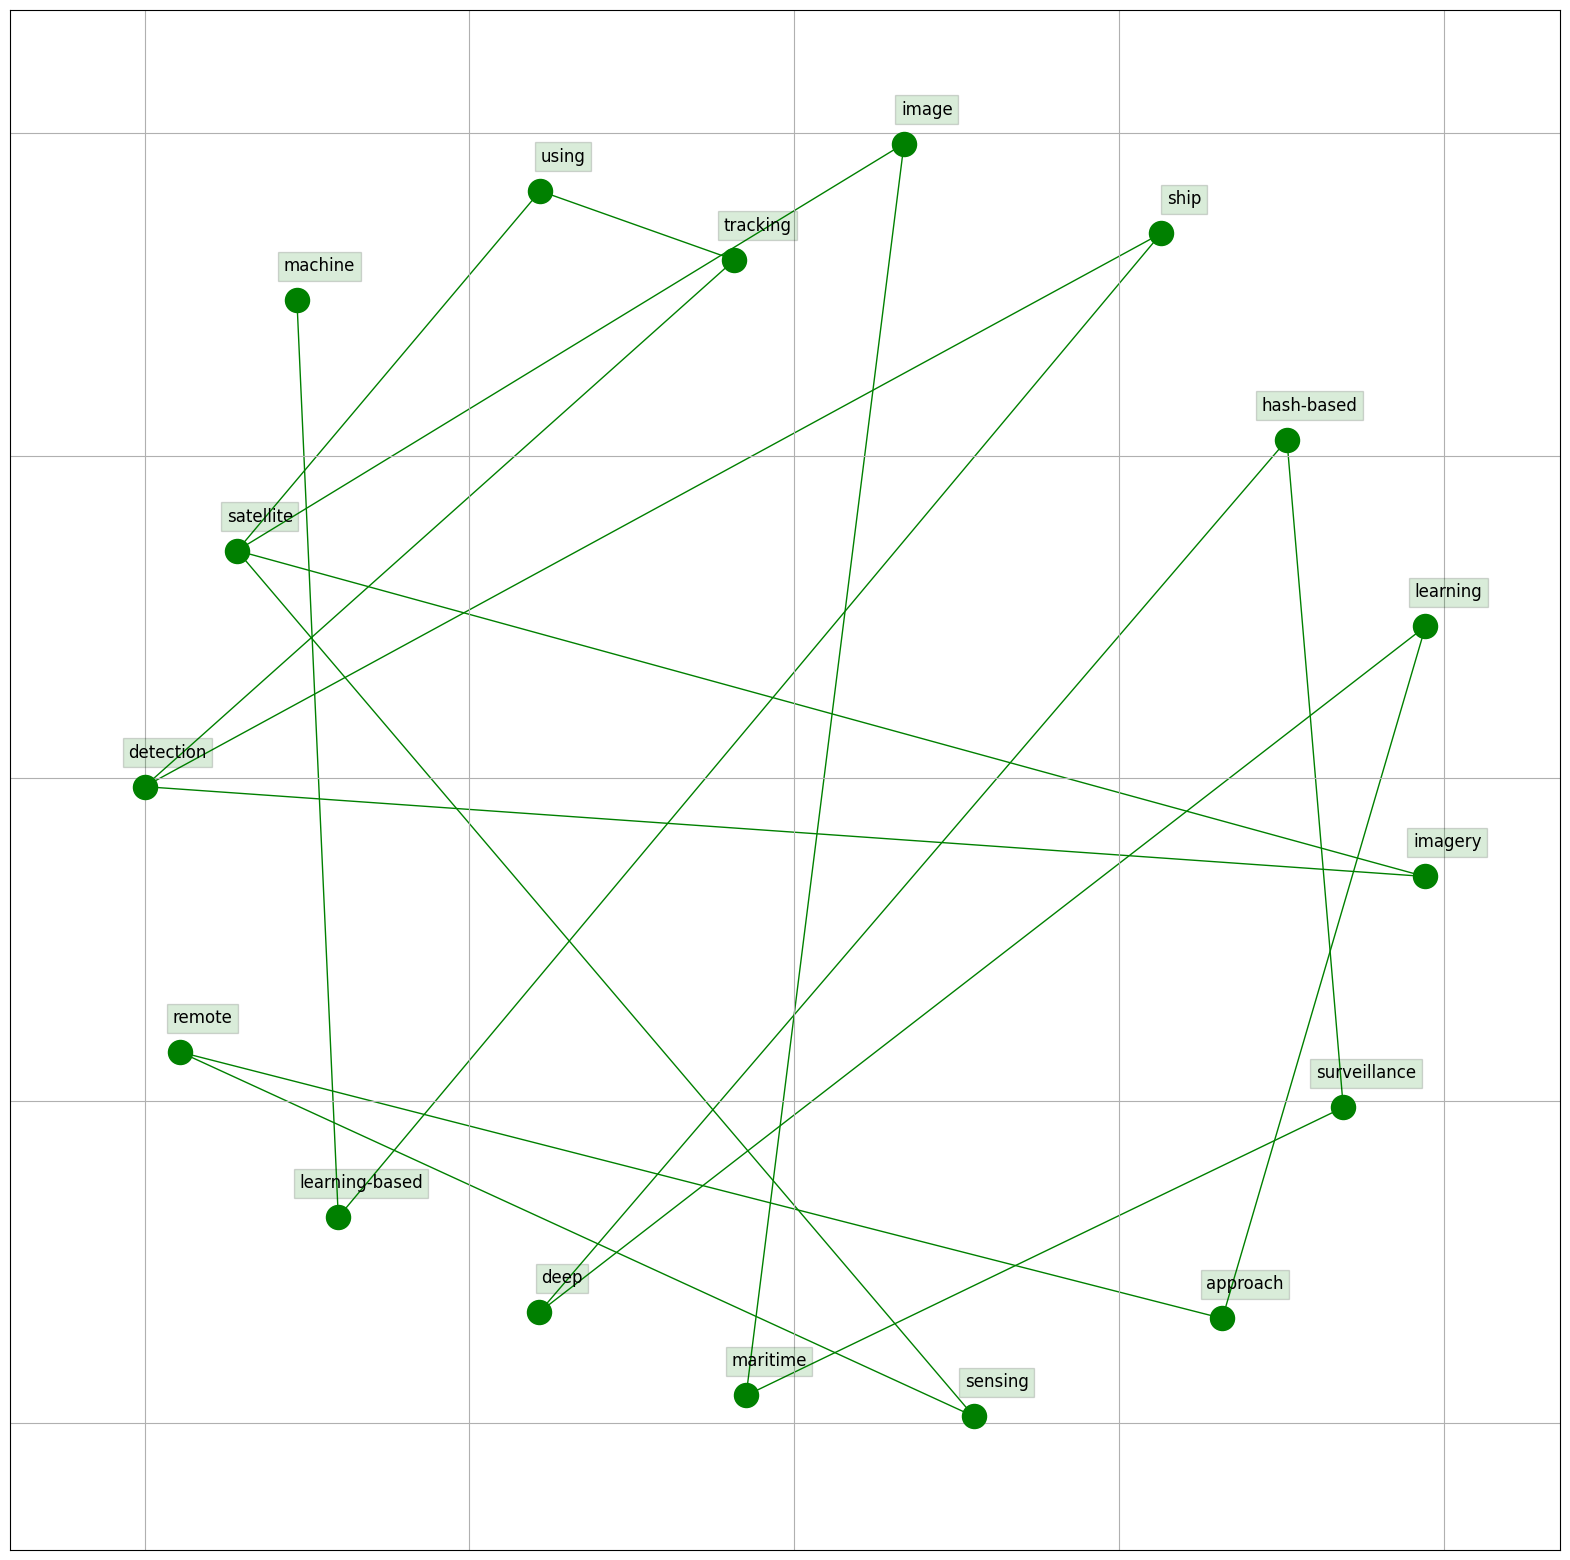 image
using
ship
tracking
machine
hash-based
satellite
learning
detection
imagery
remote
surveillance
learning-based
deep
approach
maritime
sensing